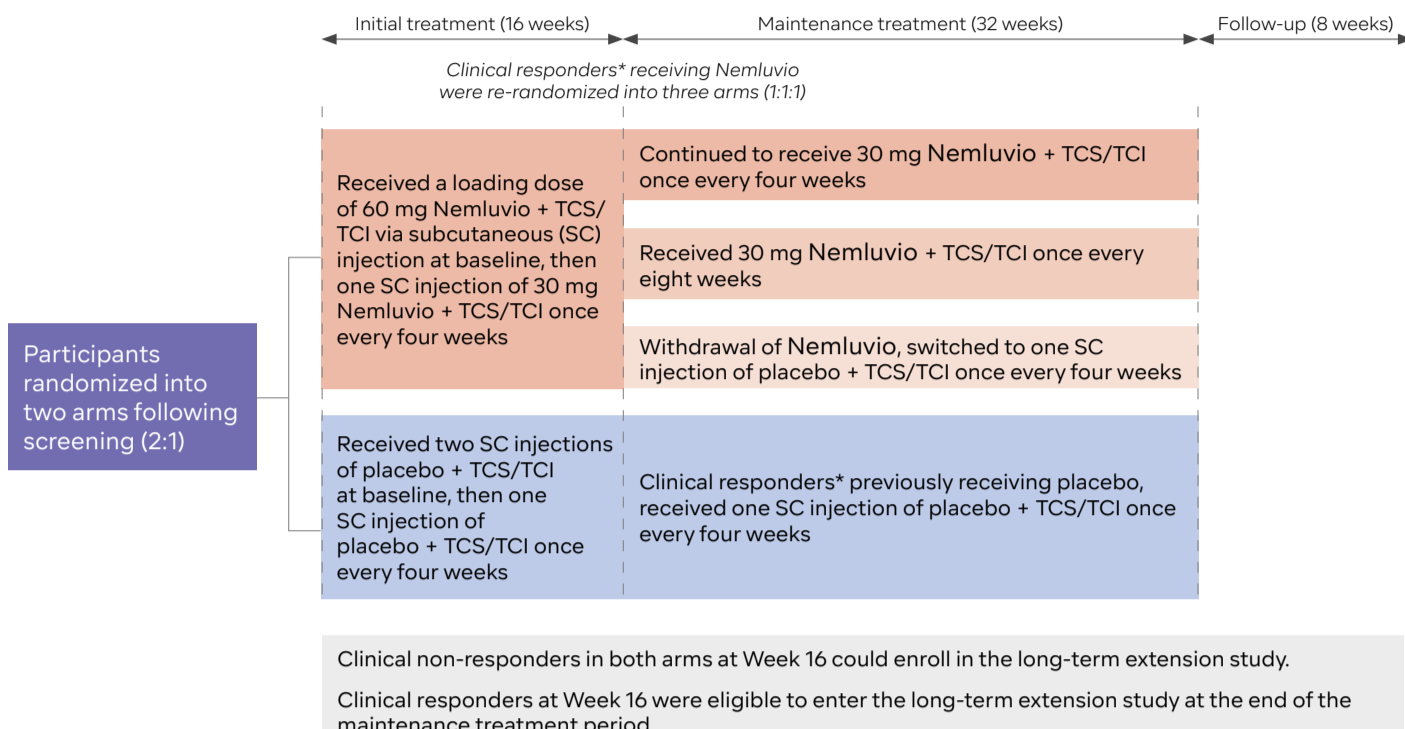 Initial treatment (16 weeks)
Maintenance treatment (32 weeks)
Follow-up (8 weeks)
Clinical responders* receiving Nemluvio
were re-randomized into three arms (1:1:1)
Participants
randomized into
two arms following
screening (2:1)
Received a loading dose
of 60 mg Nemluvio + TCS/
TCI via subcutaneous (SC)
injection at baseline, then
one SC injection of 30 mg
Nemluvio + TCS/TCI once
every four weeks
Continued to receive 30 mg Nemluvio + TCS/TCI
once every four weeks
Received 30 mg Nemluvio + TCS/TCI once every
eight weeks
Withdrawal of Nemluvio, switched to one SC
injection of placebo + TCS/TCI once every four weeks
Received two SC injections
of placebo + TCS/TCI
at baseline, then one
SC injection of
placebo + TCS/TCI once
every four weeks
Clinical responders* previously receiving placebo,
received one SC injection of placebo + TCS/TCI once
every four weeks
Clinical non-responders in both arms at Week 16 could enroll in the long-term extension study.
Clinical responders at Week 16 were eligible to enter the long-term extension study at the end of the
maintenance treatment period